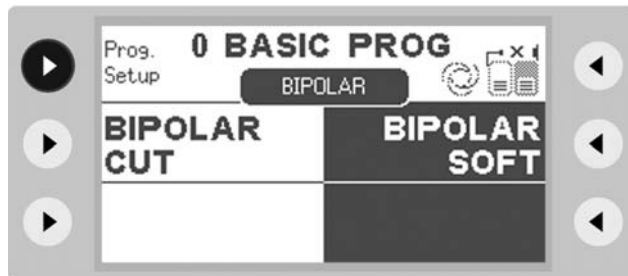 Prog. 0 BASIC PROG
Setup
BIPOLAR
BIPOLAR CUT
BIPOLAR SOFT